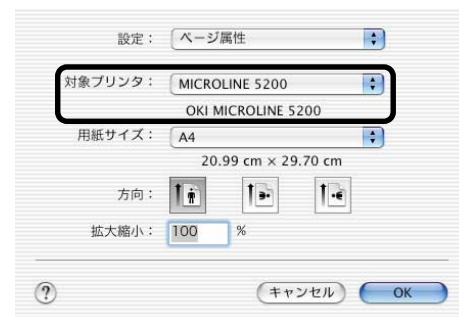 設定： ページ属性
対象プリンタ： MICROLINE 5200
OKI MICROLINE 5200
用紙サイズ： A4
20.99 cm × 29.70 cm
方向：
拡大縮小： 100 %
? キャンセル OK